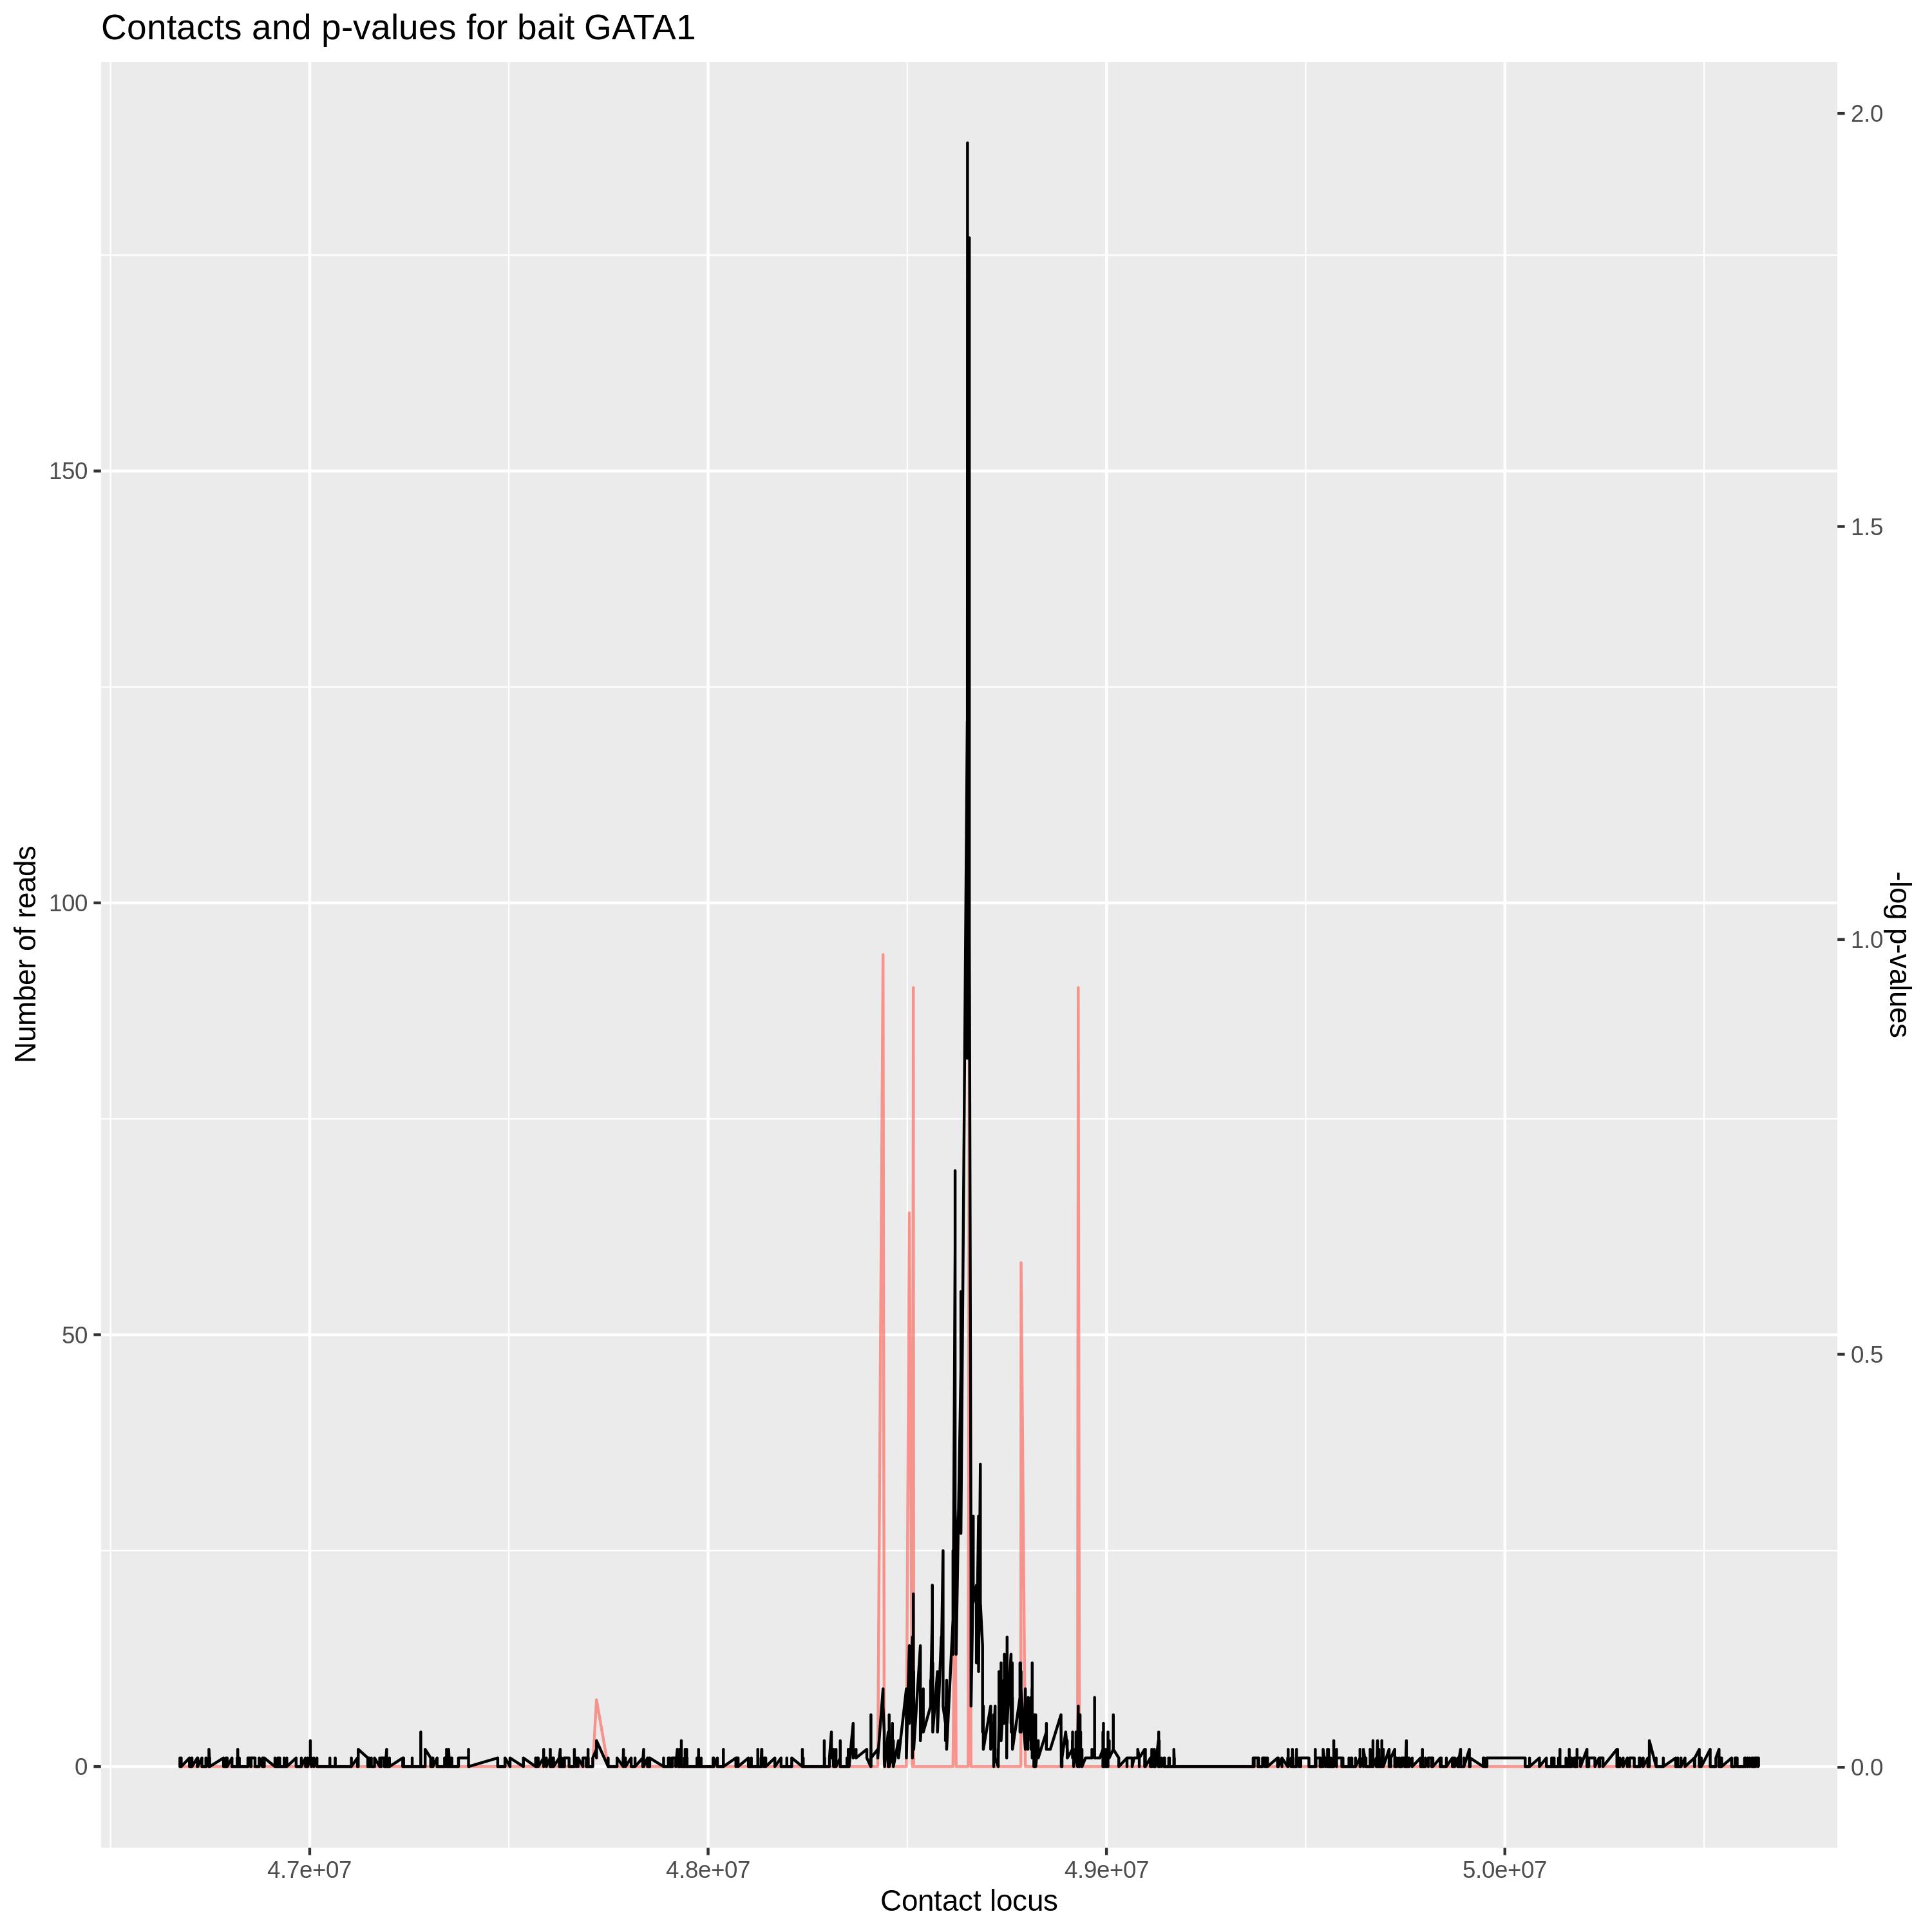 Contacts and p-values for bait GATA1
Number of reads
150
100
50
0
2.0
1.5
1.0
0.5
0.0
-log p-values
4.7e+07
4.8e+07
4.9e+07
5.0e+07
Contact locus